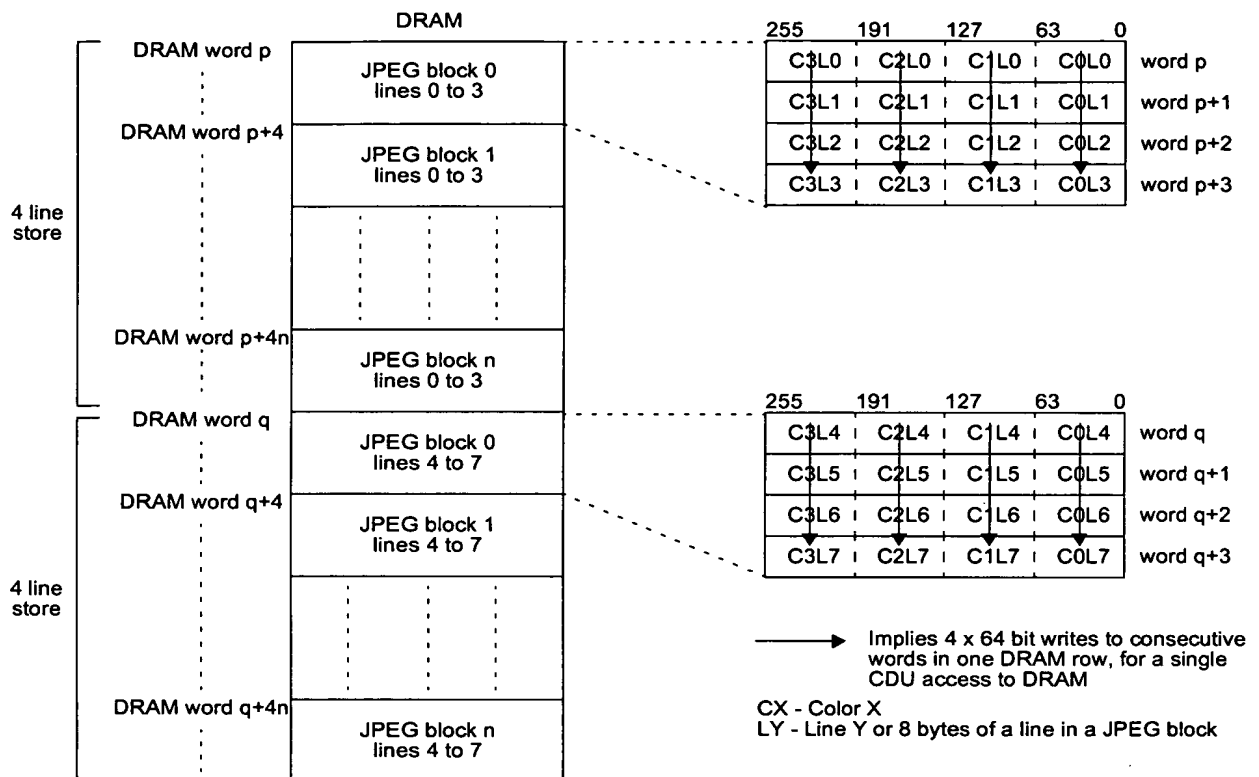 DRAM
DRAM word p
JPEG block 0
lines 0 to 3
DRAM word p+4
JPEG block 1
lines 0 to 3
4 line
store
DRAM word p+4n
JPEG block n
lines 0 to 3
DRAM word q
JPEG block 0
lines 4 to 7
DRAM word q+4
JPEG block 1
lines 4 to 7
4 line
store
DRAM word q+4n
JPEG block n
lines 4 to 7
255 191 127 63 0
C3L0 C2L0 C1L0 C0L0 word p
C3L1 C2L1 C1L1 C0L1 word p+1
C3L2 C2L2 C1L2 C0L2 word p+2
C3L3 C2L3 C1L3 C0L3 word p+3
255 191 127 63 0
C3L4 C2L4 C1L4 C0L4 word q
C3L5 C2L5 C1L5 C0L5 word q+1
C3L6 C2L6 C1L6 C0L6 word q+2
C3L7 C2L7 C1L7 C0L7 word q+3
Implies 4 x 64 bit writes to consecutive
words in one DRAM row, for a single
CDU access to DRAM
CX - Color X
LY - Line Y or 8 bytes of a line in a JPEG block